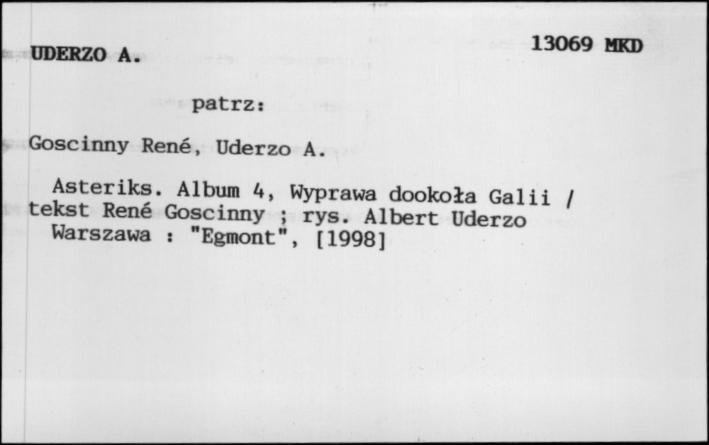 13069 MKD
UDERZO A.
patrz:
Goscinny René, Uderzo A.
Asteriks. Album 4, Wyprawa dookoła Galii /
tekst René Goscinny ; rys. Albert Uderzo
Warszawa : "Egmont", [1998]